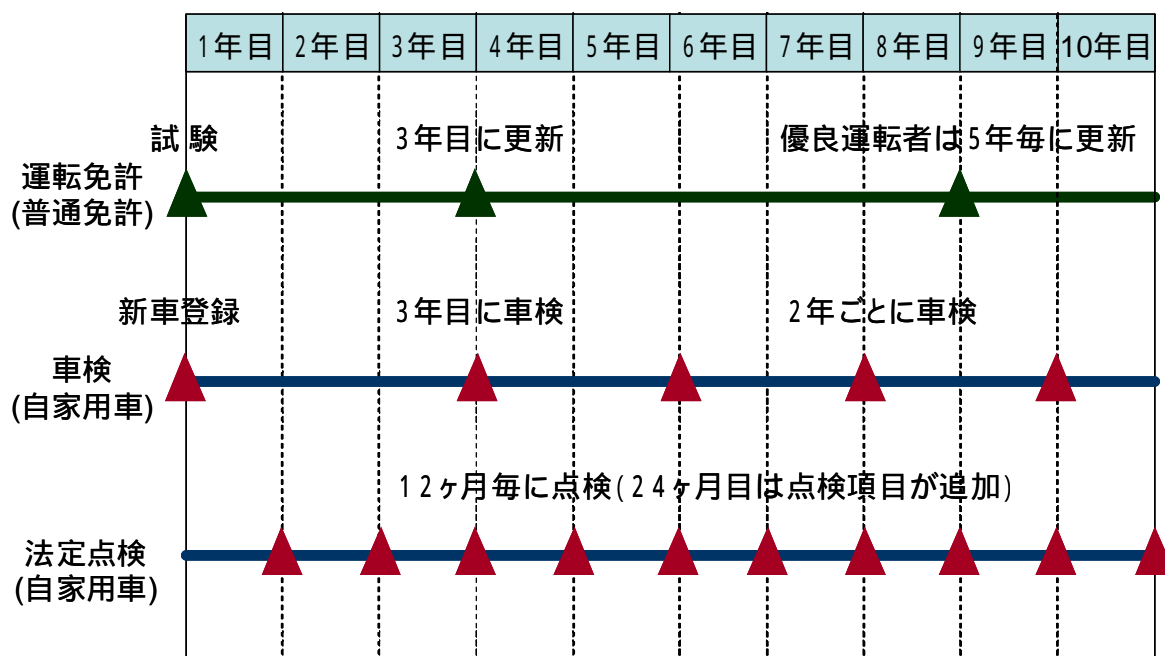 1年目 2年目 3年目 4年目 5年目 6年目 7年目 8年目 9年目 10年目
試験 3年目に更新 優良運転者は5年毎に更新
運転免許
(普通免許)
新車登録 3年目に車検 2年ごとに車検
車検
(自家用車)
12ヶ月毎に点検(24ヶ月目は点検項目が追加)
法定点検
(自家用車)